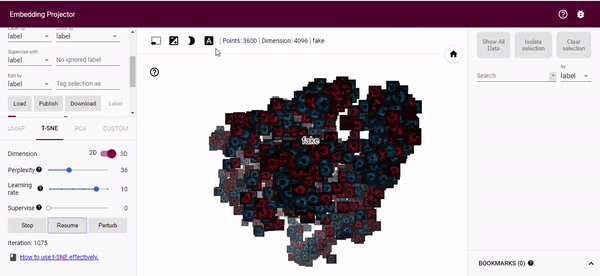 Embedding Projector
Label by
Color by
label
label
Supervise with
No ignored label
Edit by
label
Tag selection as
Load
Publish
Download
Label
UMAP
T-SNE
PCA
CUSTOM
Dimension
2D
3D
Perplexity
36
Learning rate
10
Supervise
0
Stop
Resume
Perturb
Iteration: 1075
How to use t-SNE effectively.
A
| Points: 3600 | Dimension: 4096 | fake
fake
Show All Data
Isolate selection
Clear selection
Search
.*
by
label
BOOKMARKS (0)